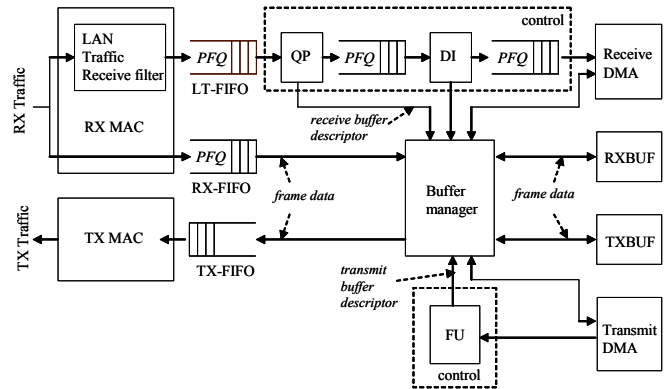 control
LAN
Traffic
Receive filter
PFQ
LT-FIFO
QP
PFQ
DI
PFQ
Receive
DMA
RX Traffic
RX MAC
receive buffer
descriptor
PFQ
RX-FIFO
frame data
Buffer
manager
frame data
RXBUF
TX Traffic
TX MAC
TX-FIFO
TXBUF
transmit
buffer
descriptor
FU
control
Transmit
DMA